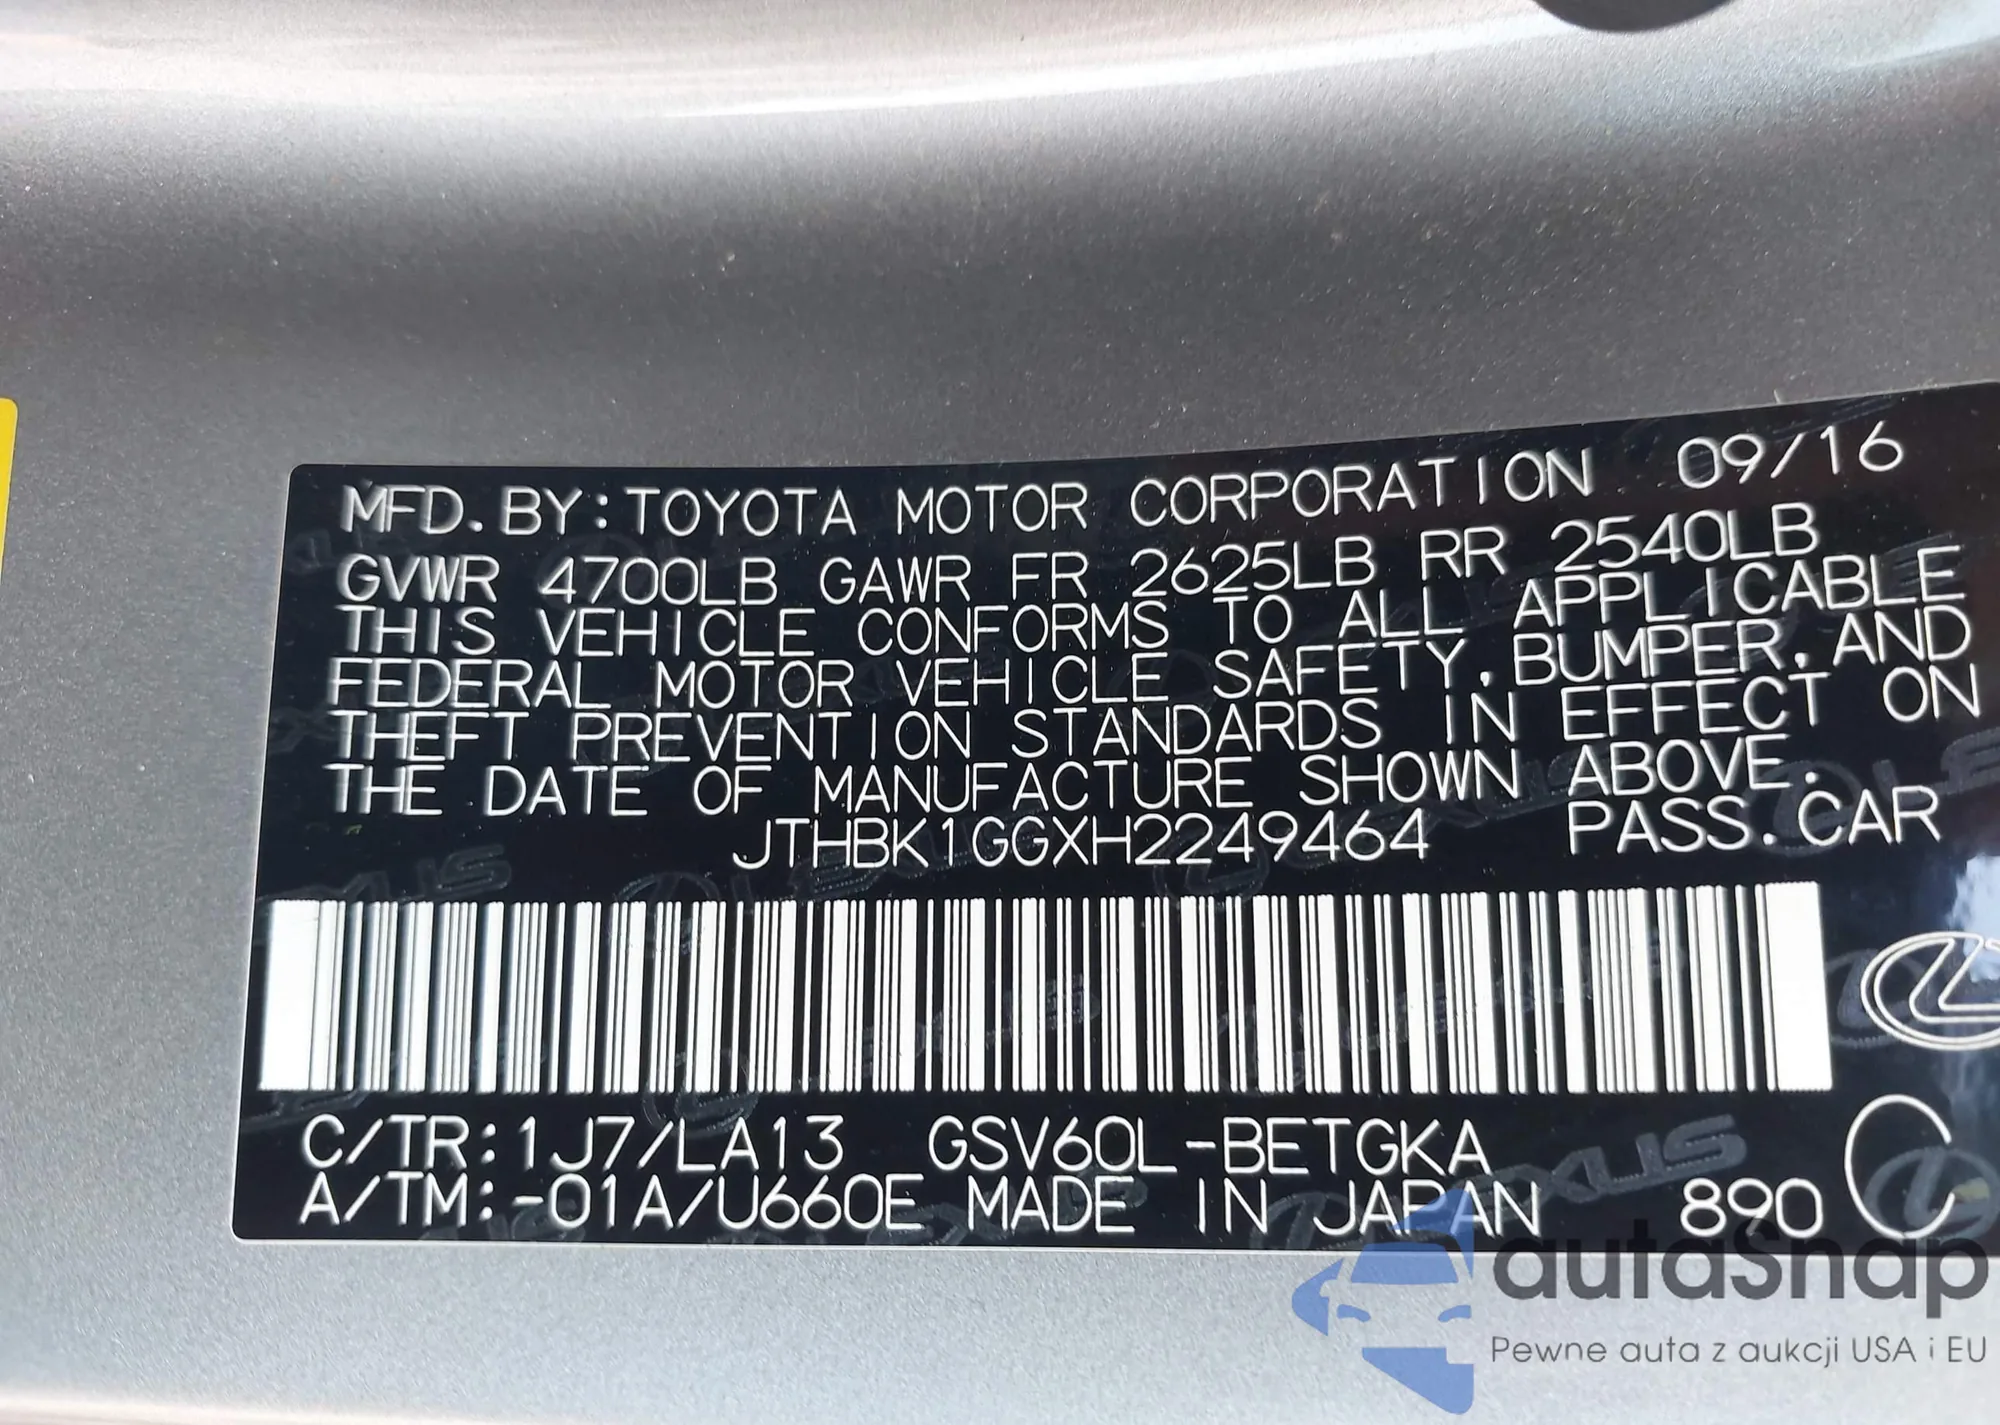 MFD. BY: TOYOTA MOTOR CORPORATION 09/16
GVWR 4700LB GAWR FR 2625LB RR 2540LB
THIS VEHICLE CONFORMS TO ALL APPLICABLE
FEDERAL MOTOR VEHICLE SAFETY, BUMPER, AND
THEFT PREVENTION STANDARDS IN EFFECT ON
THE DATE OF MANUFACTURE SHOWN ABOVE.
JTHBK1GGXH2249464 PASS. CAR
C/TR: 1J7/LA13 GSV60L-BETGKA
A/TM: -01A/U660E MADE IN JAPAN 890
LEXUS
autaSnap
Pewne auta z aukcji USA i EU